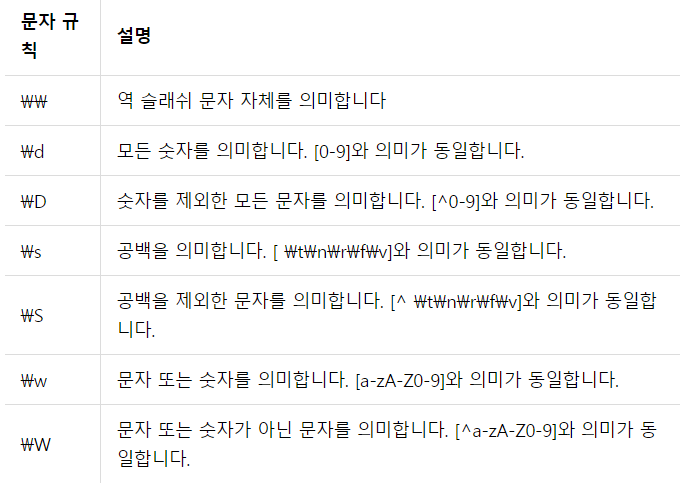 문자 규
칙
설명
₩₩
역 슬래쉬 문자 자체를 의미합니다
₩d
모든 숫자를 의미합니다. [0-9]와 의미가 동일합니다.
₩D
숫자를 제외한 모든 문자를 의미합니다. [^0-9]와 의미가 동일합니다.
₩s
공백을 의미합니다. [ ₩t₩n₩r₩f₩v]와 의미가 동일합니다.
₩S
공백을 제외한 문자를 의미합니다. [^ ₩t₩n₩r₩f₩v]와 의미가 동일합
니다.
₩w
문자 또는 숫자를 의미합니다. [a-zA-Z0-9]와 의미가 동일합니다.
₩W
문자 또는 숫자가 아닌 문자를 의미합니다. [^a-zA-Z0-9]와 의미가 동
일합니다.